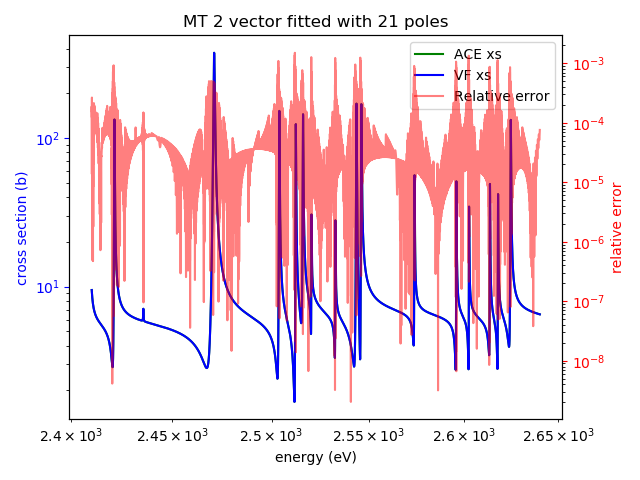 MT 2 vector fitted with 21 poles
ACE xs
VF xs
Relative error
cross section (b)
10²
10¹
10⁻³
10⁻⁴
10⁻⁵
10⁻⁶
10⁻⁷
10⁻⁸
relative error
2.4 × 10³
2.45 × 10³
2.5 × 10³
2.55 × 10³
2.6 × 10³
2.65 × 10³
energy (eV)